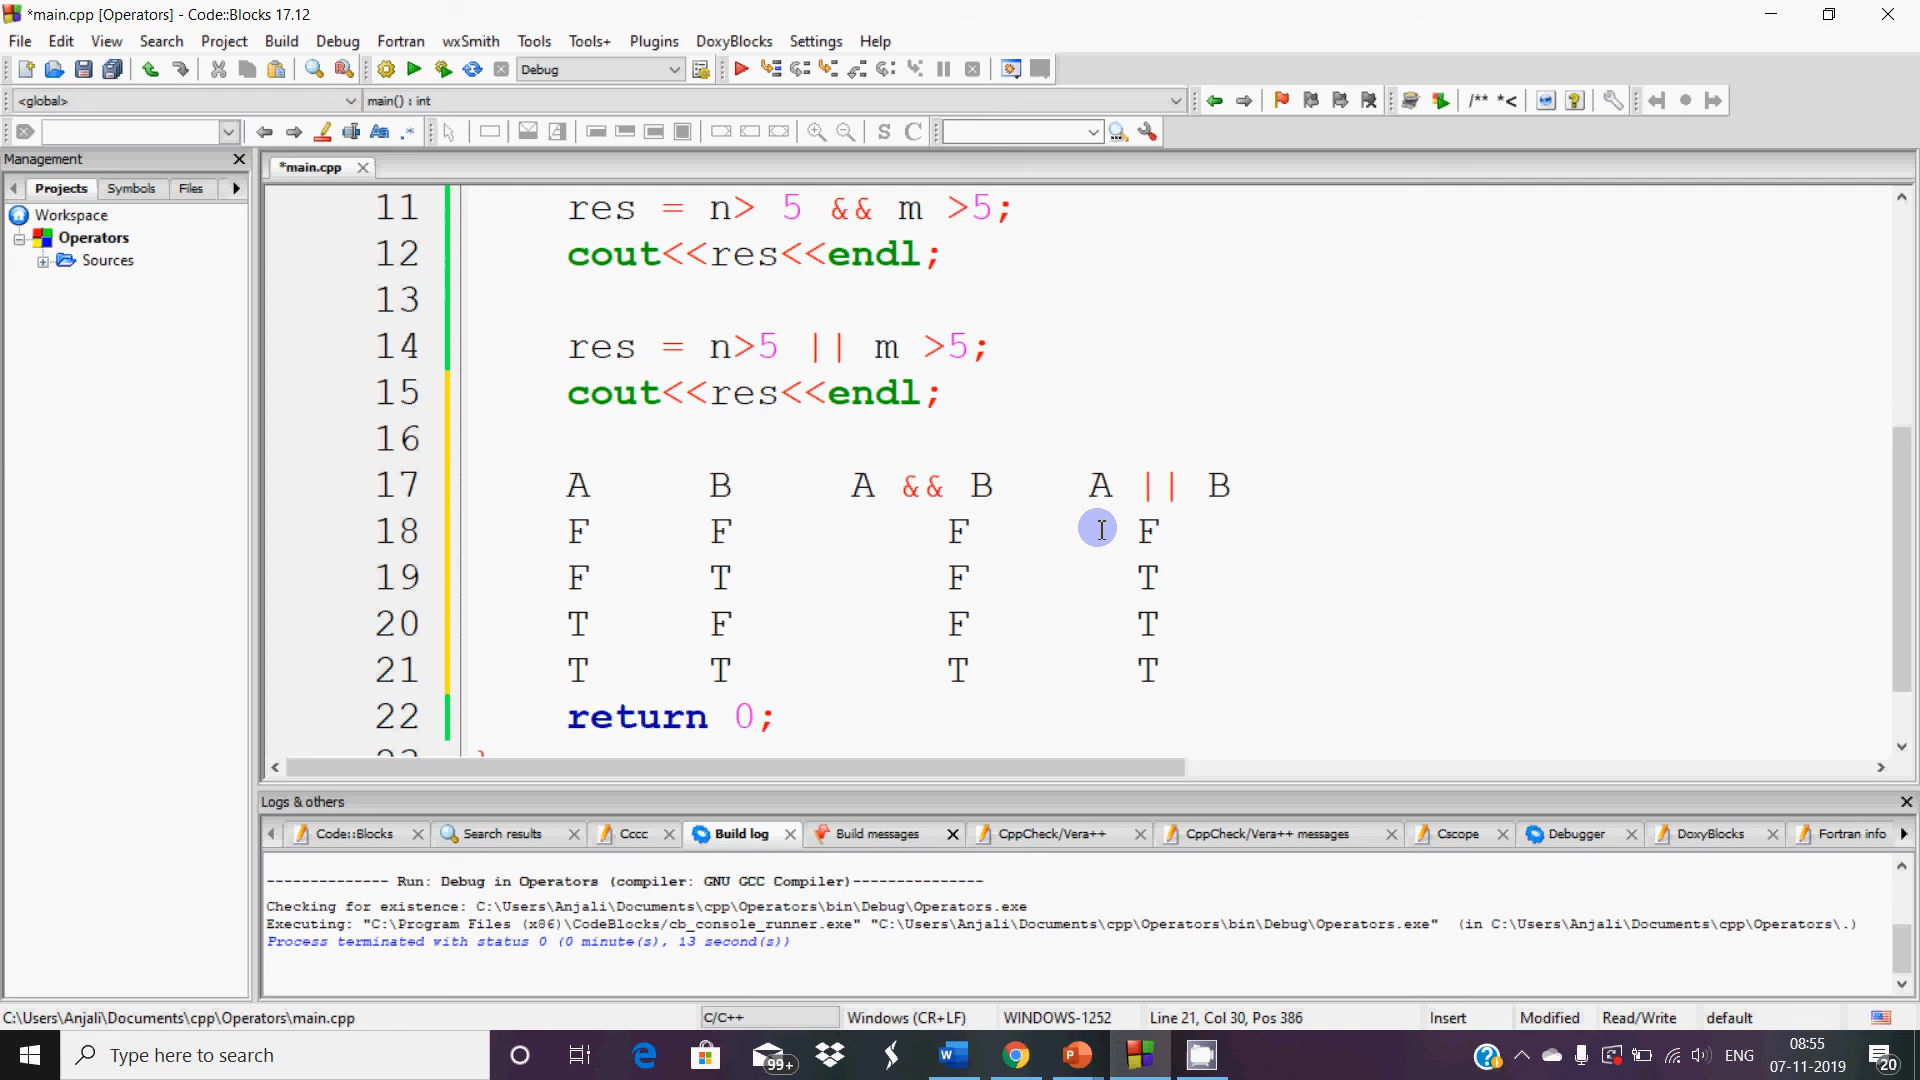 *main.cpp [Operators] - Code::Blocks 17.12
File Edit View Search Project Build Debug Fortran wxSmith Tools Tools+ Plugins DoxyBlocks Settings Help
Debug
<global> main() : int
/** *<
S C
Management
*main.cpp
Projects Symbols Files
Workspace
Operators
Sources
11 res = n> 5 && m >5;
12 cout<<res<<endl;
13
14 res = n>5 || m >5;
15 cout<<res<<endl;
16
17 A B A && B A || B
18 F F F F
19 F T F T
20 T F F T
21 T T T T
22 return 0;
Logs & others
Code::Blocks Search results Cccc Build log Build messages CppCheck/Vera++ CppCheck/Vera++ messages Cscope Debugger DoxyBlocks Fortran info
-------------- Run: Debug in Operators (compiler: GNU GCC Compiler)---------------
Checking for existence: C:\Users\Anjali\Documents\cpp\Operators\bin\Debug\Operators.exe
Executing: "C:\Program Files (x86)\CodeBlocks/cb_console_runner.exe" "C:\Users\Anjali\Documents\cpp\Operators\bin\Debug\Operators.exe"  (in C:\Users\Anjali\Documents\cpp\Operators\.)
Process terminated with status 0 (0 minute(s), 13 second(s))
C:\Users\Anjali\Documents\cpp\Operators\main.cpp C/C++ Windows (CR+LF) WINDOWS-1252 Line 21, Col 30, Pos 386 Insert Modified Read/Write default
Type here to search
99+
ENG
08:55
07-11-2019
20